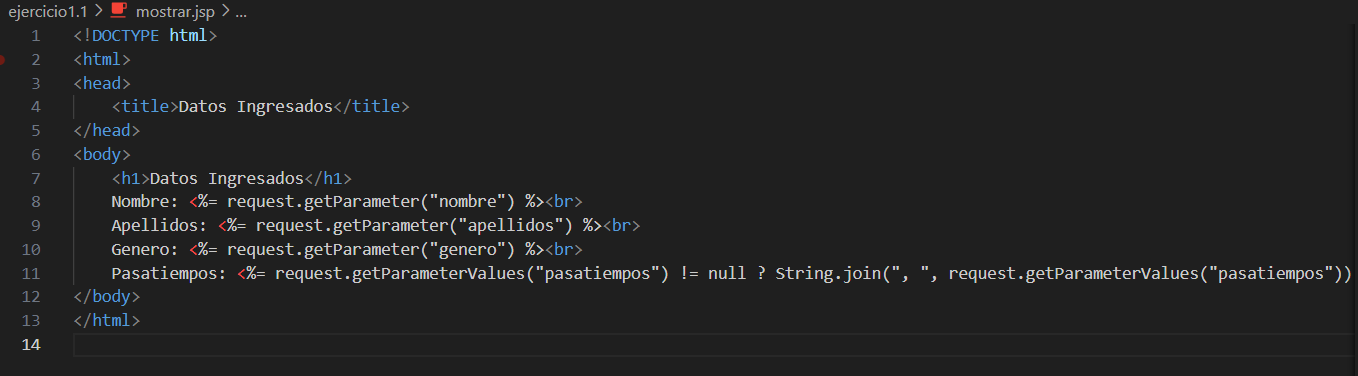 ejercicio1.1 > mostrar.jsp > ...
1 <!DOCTYPE html>
2 <html>
3 <head>
4     <title>Datos Ingresados</title>
5 </head>
6 <body>
7     <h1>Datos Ingresados</h1>
8     Nombre: <%= request.getParameter("nombre") %><br>
9     Apellidos: <%= request.getParameter("apellidos") %><br>
10     Genero: <%= request.getParameter("genero") %><br>
11     Pasatiempos: <%= request.getParameterValues("pasatiempos") != null ? String.join(", ", request.getParameterValues("pasatiempos"))
12 </body>
13 </html>
14